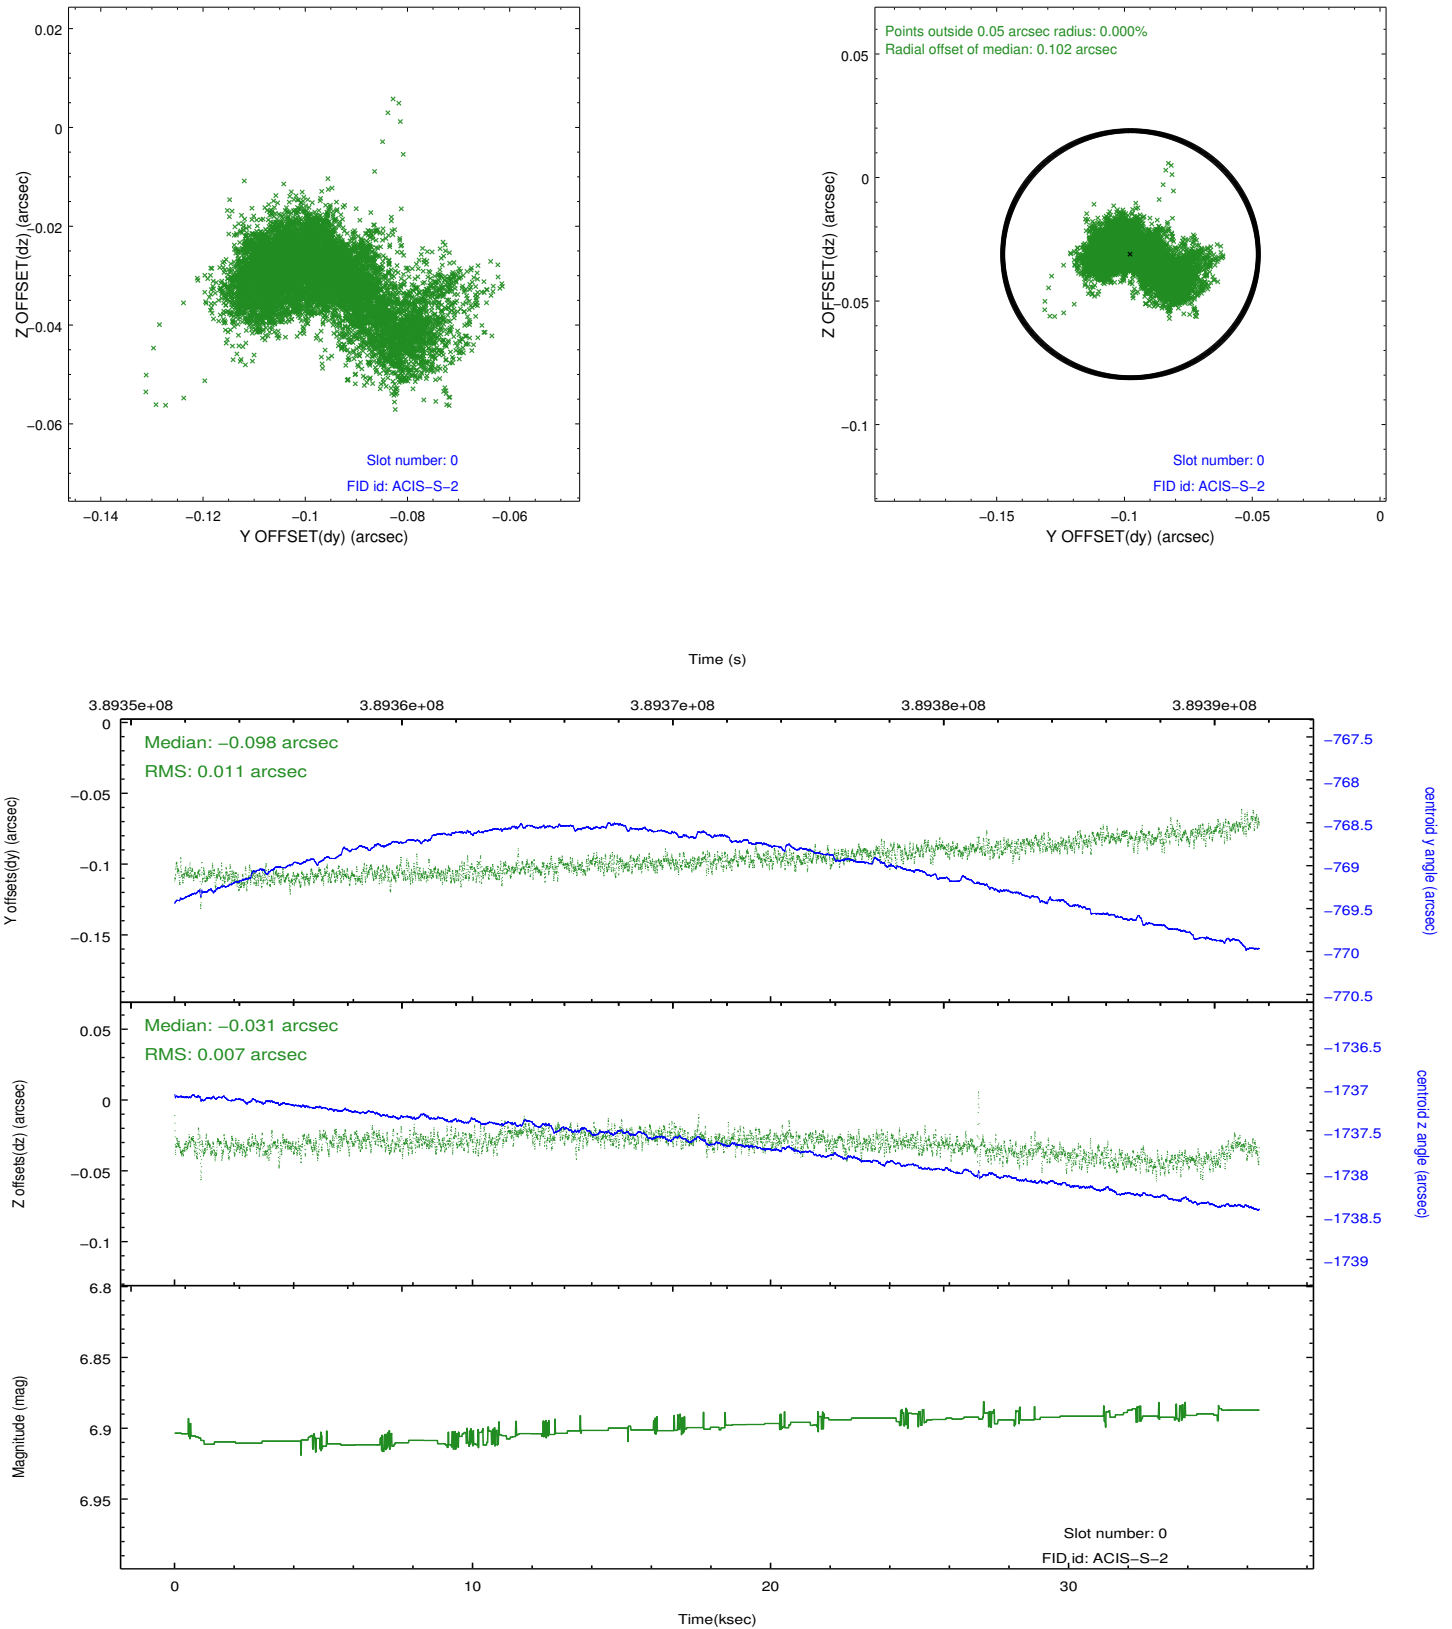 0.02
0
−0.02
−0.04
−0.06
Z OFFSET(dz) (arcsec)
Slot number: 0
FID id: ACIS−S−2
−0.14
−0.12
−0.1
−0.08
−0.06
Y OFFSET(dy) (arcsec)
Points outside 0.05 arcsec radius: 0.000%
Radial offset of median: 0.102 arcsec
0.05
0
−0.05
−0.1
Z OFFSET(dz) (arcsec)
Slot number: 0
FID id: ACIS−S−2
−0.15
−0.1
−0.05
0
Y OFFSET(dy) (arcsec)
Time (s)
3.8935e+08
3.8936e+08
3.8937e+08
3.8938e+08
3.8939e+08
Median: −0.098 arcsec
RMS: 0.011 arcsec
0
−0.05
−0.1
−0.15
Y offsets(dy) (arcsec)
−767.5
−768
−768.5
−769
−769.5
−770
−770.5
centroid y angle (arcsec)
Median: −0.031 arcsec
RMS: 0.007 arcsec
0.05
0
−0.05
−0.1
Z offsets(dz) (arcsec)
−1736.5
−1737
−1737.5
−1738
−1738.5
−1739
centroid z angle (arcsec)
6.8
6.85
6.9
6.95
Magnitude (mag)
Slot number: 0
FID id: ACIS−S−2
0
10
20
30
Time(ksec)